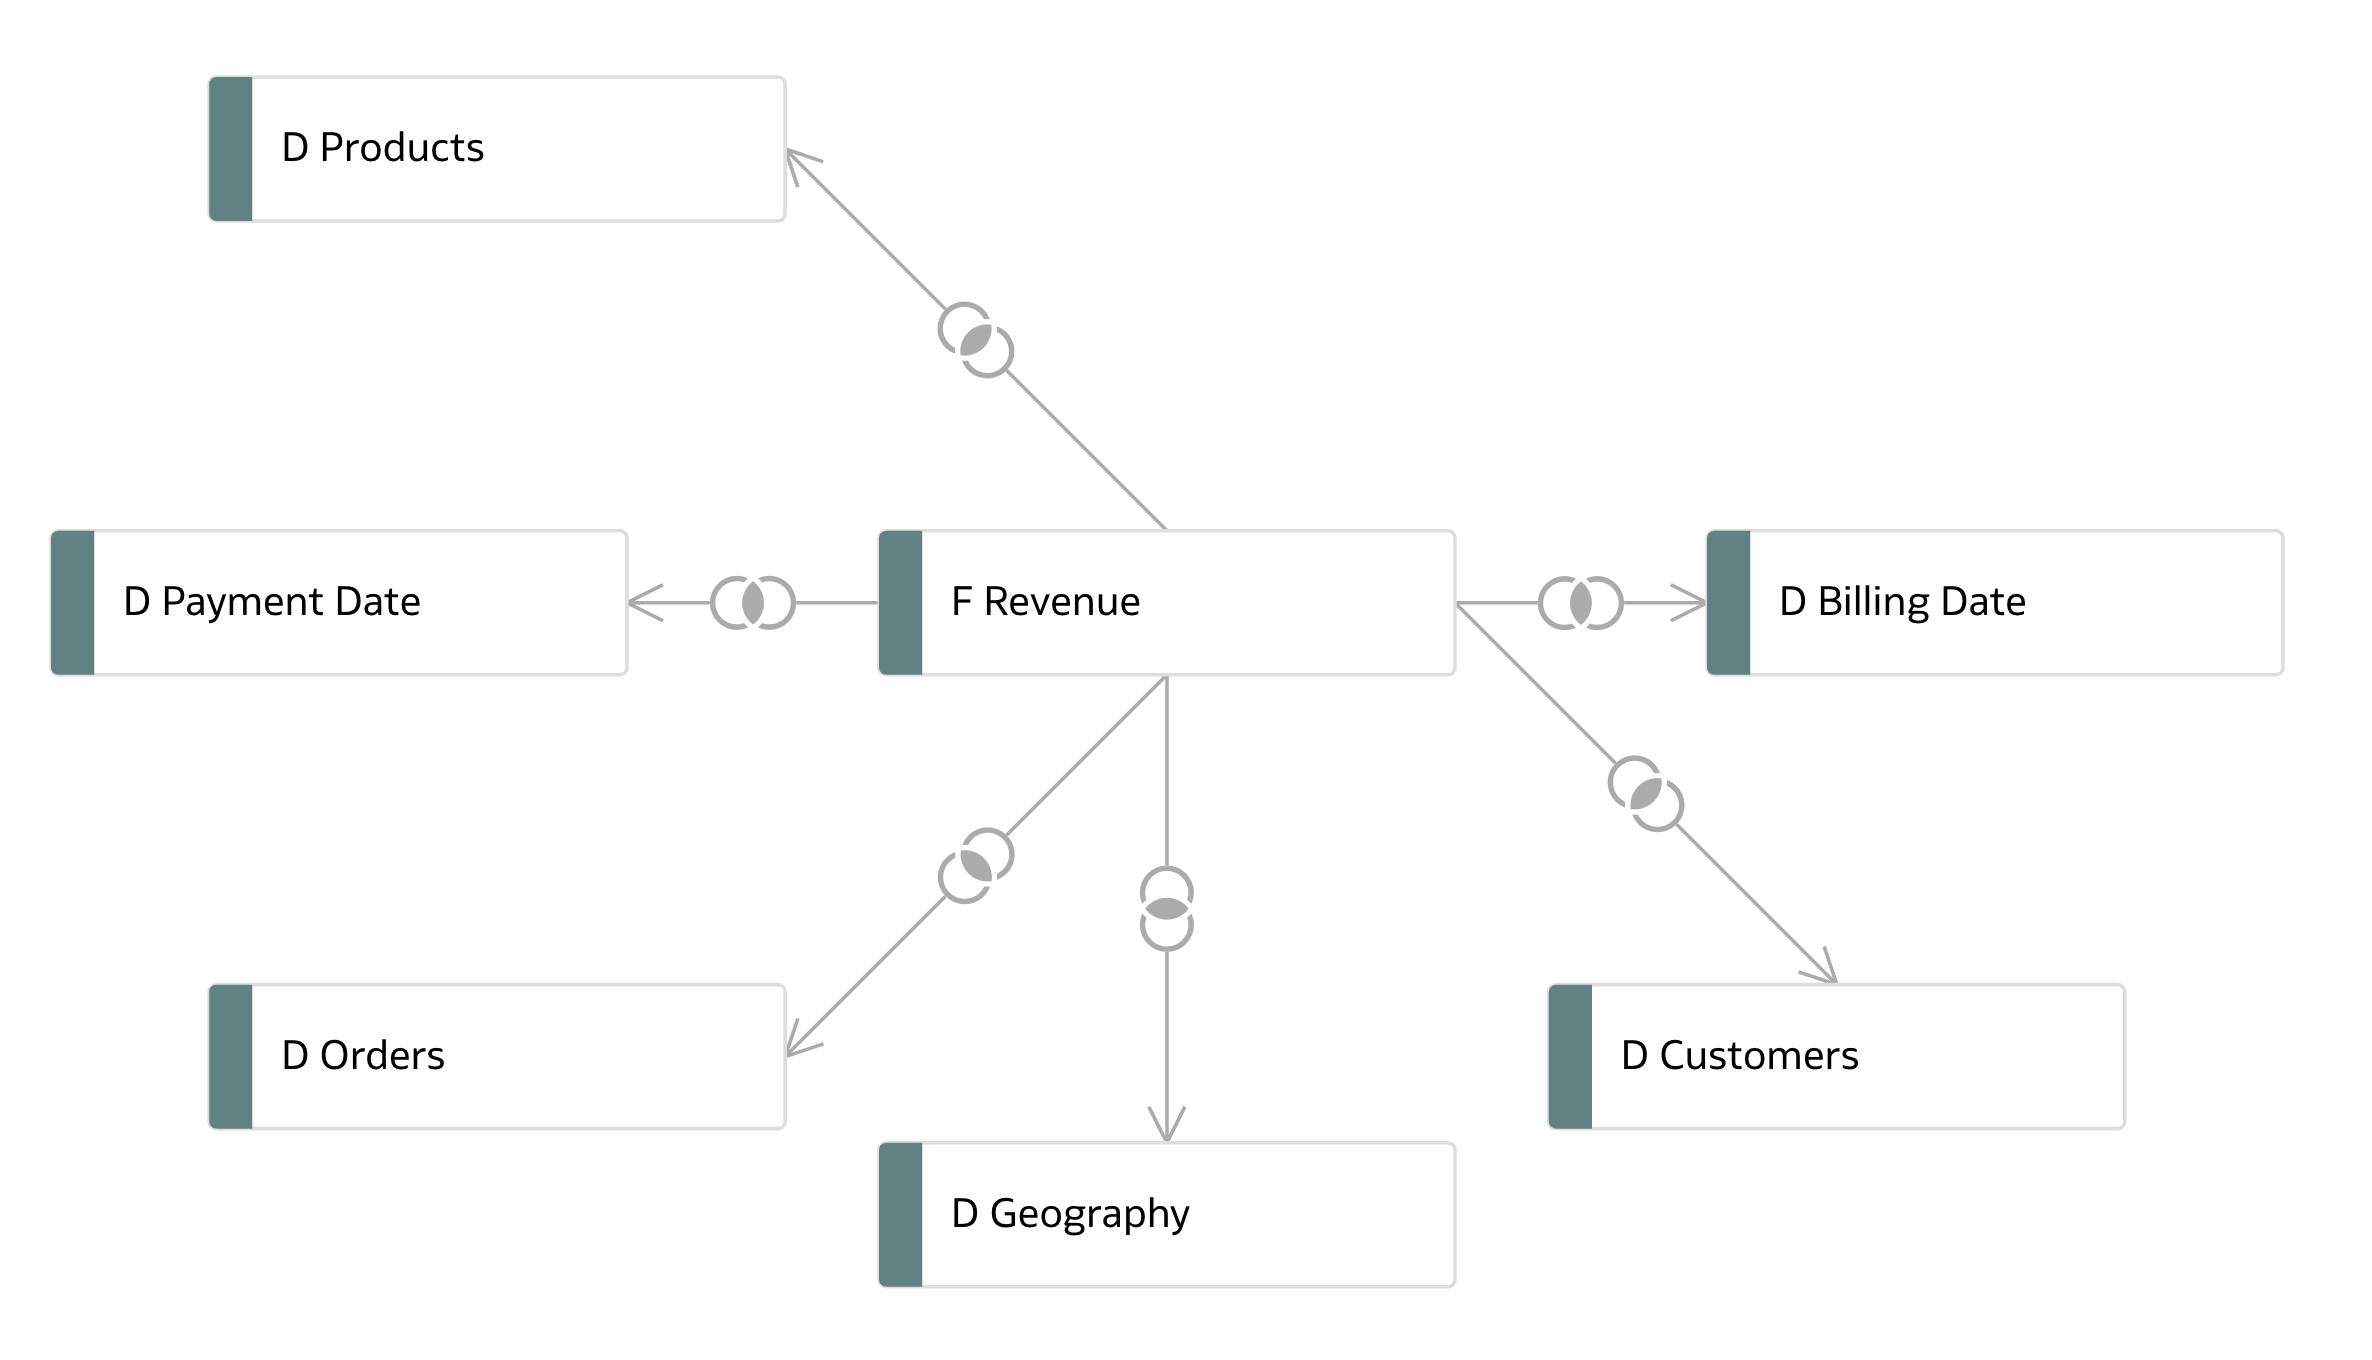 D Products
D Payment Date
F Revenue
D Billing Date
D Orders
D Customers
D Geography